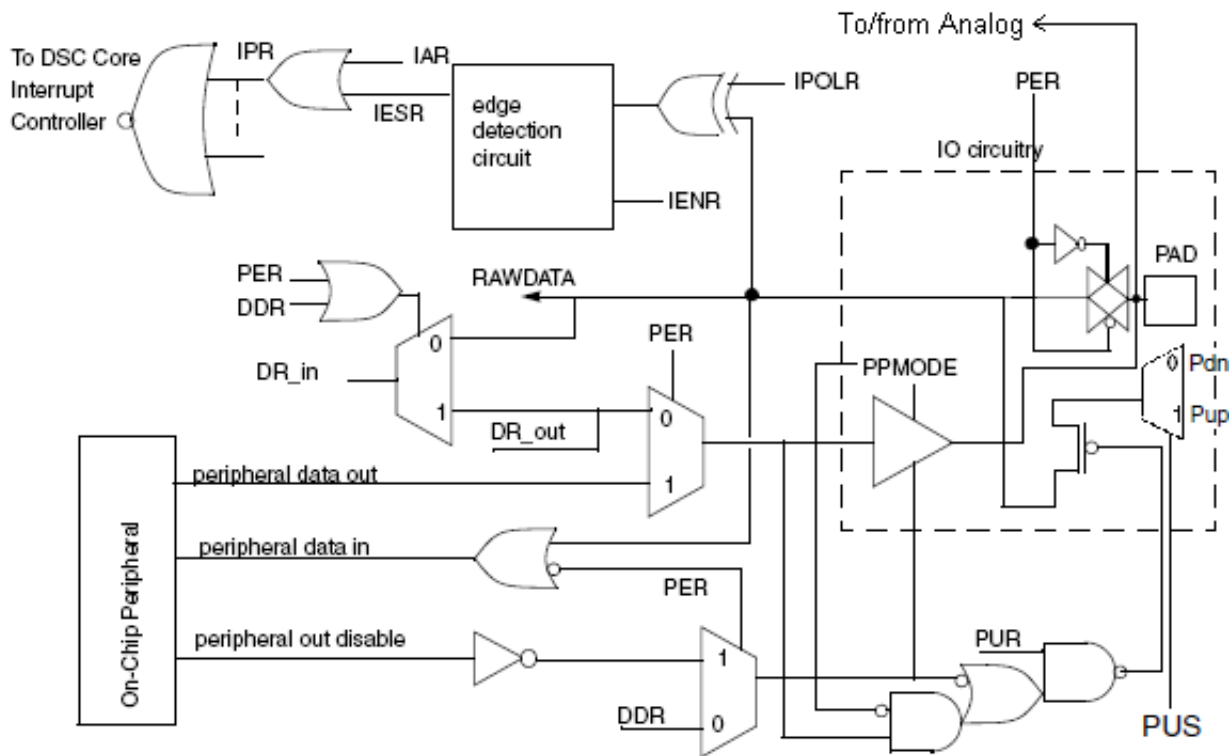 To/from Analog
To DSC Core
Interrupt
Controller
IPR
IAR
IESR
edge
detection
circuit
IPOLR
IENR
PER
IO circuitry
PAD
PER
DDR
RAWDATA
0
1
DR_in
DR_out
PER
0
1
PPMODE
0
Pdn
1
Pup
On-Chip Peripheral
peripheral data out
peripheral data in
peripheral out disable
PER
1
0
DDR
PUR
PUS